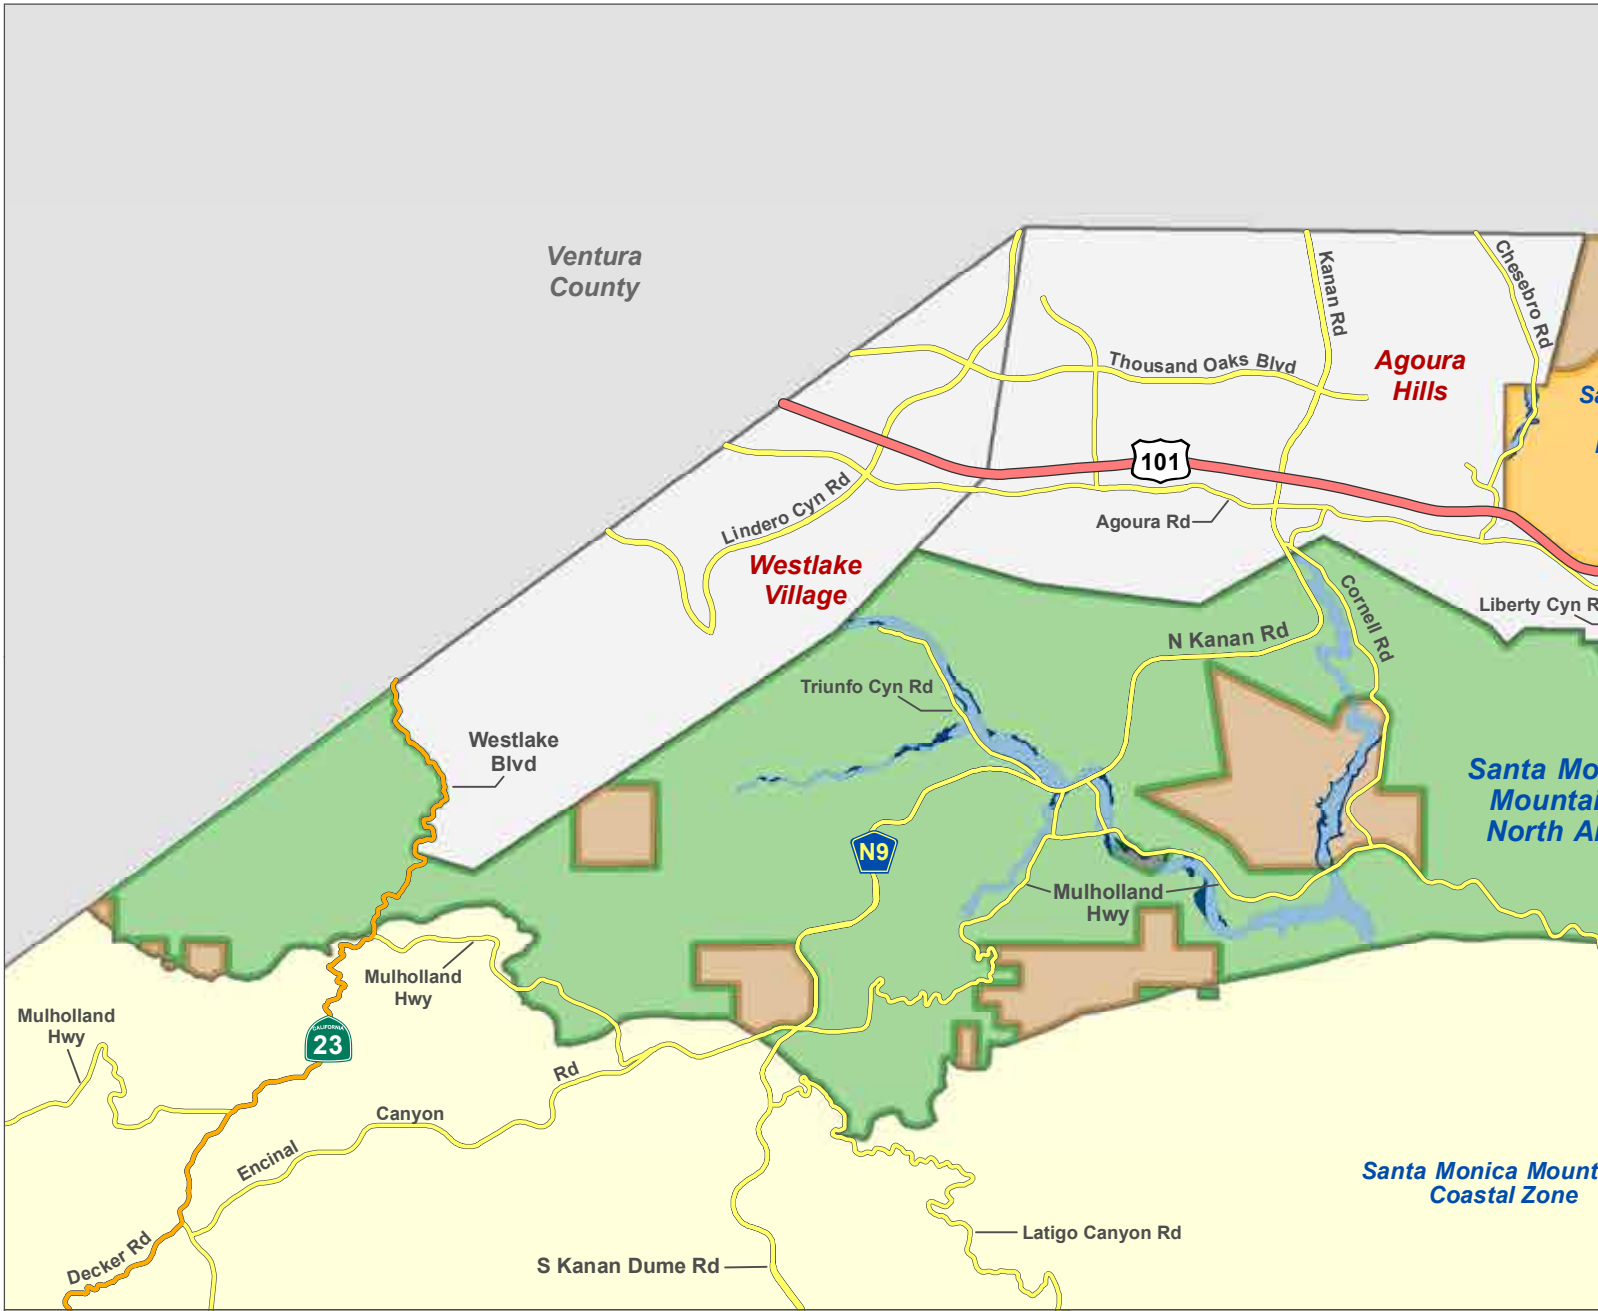 Ventura
County
Kanan Rd
Chesebro Rd
Thousand Oaks Blvd
Agoura
Hills
101
Lindero Cyn Rd
Agoura Rd
Westlake
Village
Cornell Rd
Liberty Cyn R
N Kanan Rd
Triunfo Cyn Rd
Westlake
Blvd
Santa Mo
Mountai
North A
N9
Mulholland
Hwy
Mulholland
Hwy
Mulholland
Hwy
CALIFORNIA
23
Rd
Canyon
Encinal
Santa Monica Mount
Coastal Zone
Decker Rd
S Kanan Dume Rd
Latigo Canyon Rd